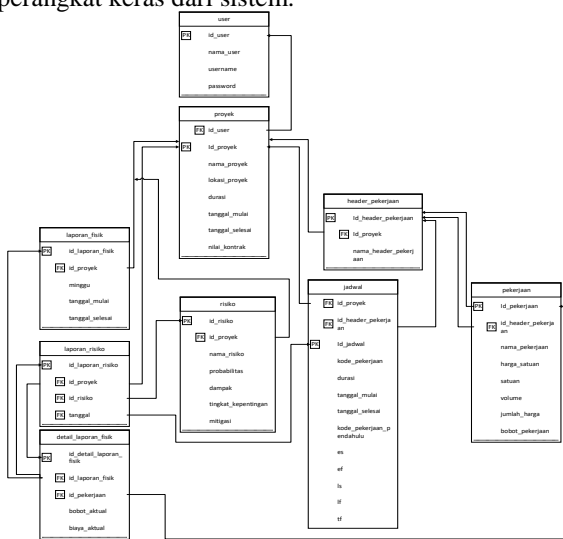 perangkat keras dari sistem.
user
PK id_user
nama_user
username
password
proyek
FK id_user
PK Id_proyek
nama_proyek
lokasi_proyek
durasi
tanggal_mulai
tanggal_selesai
nilai_kontrak
header_pekerjaan
PK Id_header_pekerjaan
FK Id_proyek
nama_header_pekerj
aan
laporan_fisik
PK id_laporan_fisik
FK id_proyek
minggu
tanggal_mulai
tanggal_selesai
risiko
PK id_risiko
FK id_proyek
nama_risiko
probabilitas
dampak
tingkat_kepentingan
mitigasi
jadwal
FK id_proyek
FK id_header_pekerja
an
PK Id_jadwal
kode_pekerjaan
durasi
tanggal_mulai
tanggal_selesai
kode_pekerjaan_p
endahulu
es
ef
ls
lf
tf
pekerjaan
PK Id_pekerjaan
FK id_header_pekerja
an
nama_pekerjaan
harga_satuan
satuan
volume
jumlah_harga
bobot_pekerjaan
laporan_risiko
PK id_laporan_risiko
FK id_proyek
FK id_risiko
FK tanggal
detail_laporan_fisik
PK id_detail_laporan_
fisik
FK id_laporan_fisik
FK id_pekerjaan
bobot_aktual
biaya_aktual